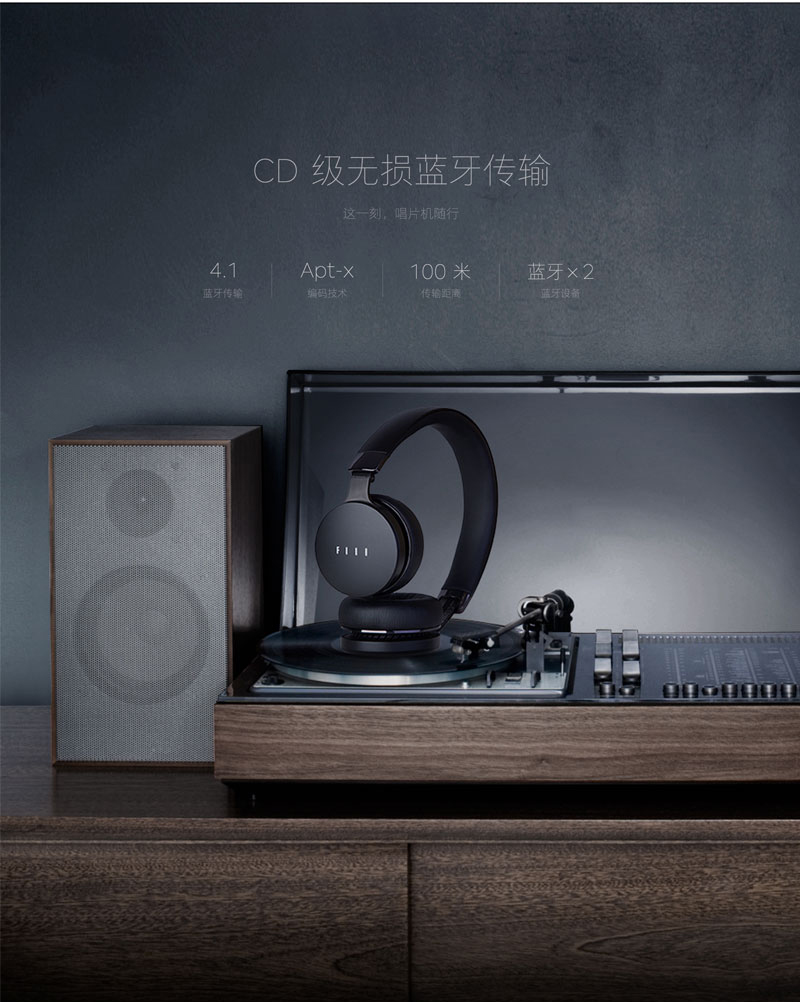 CD 级无损蓝牙传输
这一刻，唱片机随行
4.1
蓝牙传输
Apt-x
编码技术
100 米
传输距离
蓝牙×2
蓝牙设备
FIIL